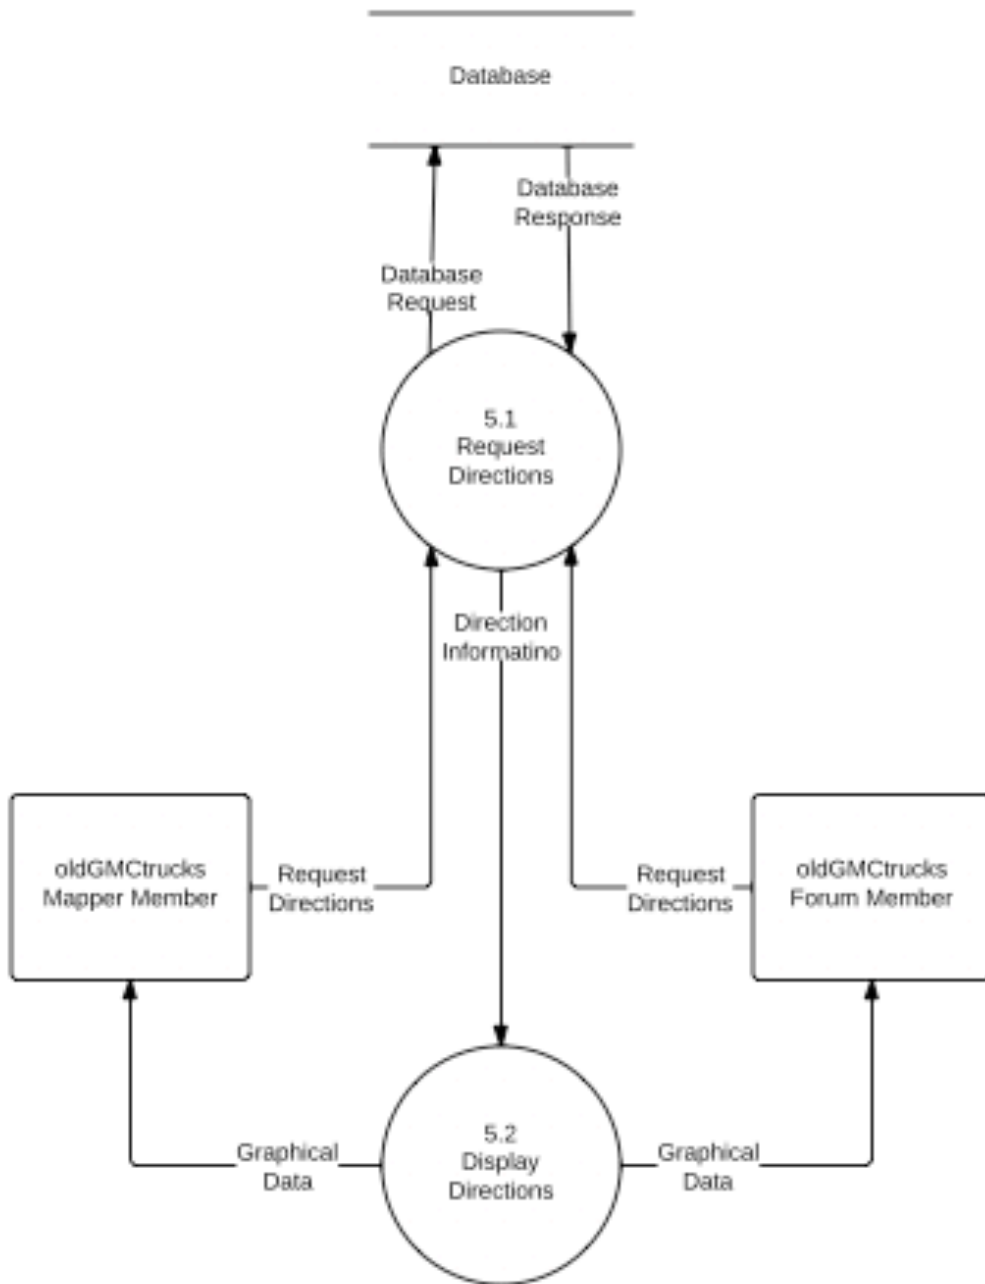 Database
Database
Response
Database
Request
5.1
Request
Directions
Direction
Informatino
oldGMCtrucks
Mapper Member
Request
Directions
Request
Directions
oldGMCtrucks
Forum Member
5.2
Display
Directions
Graphical
Data
Graphical
Data